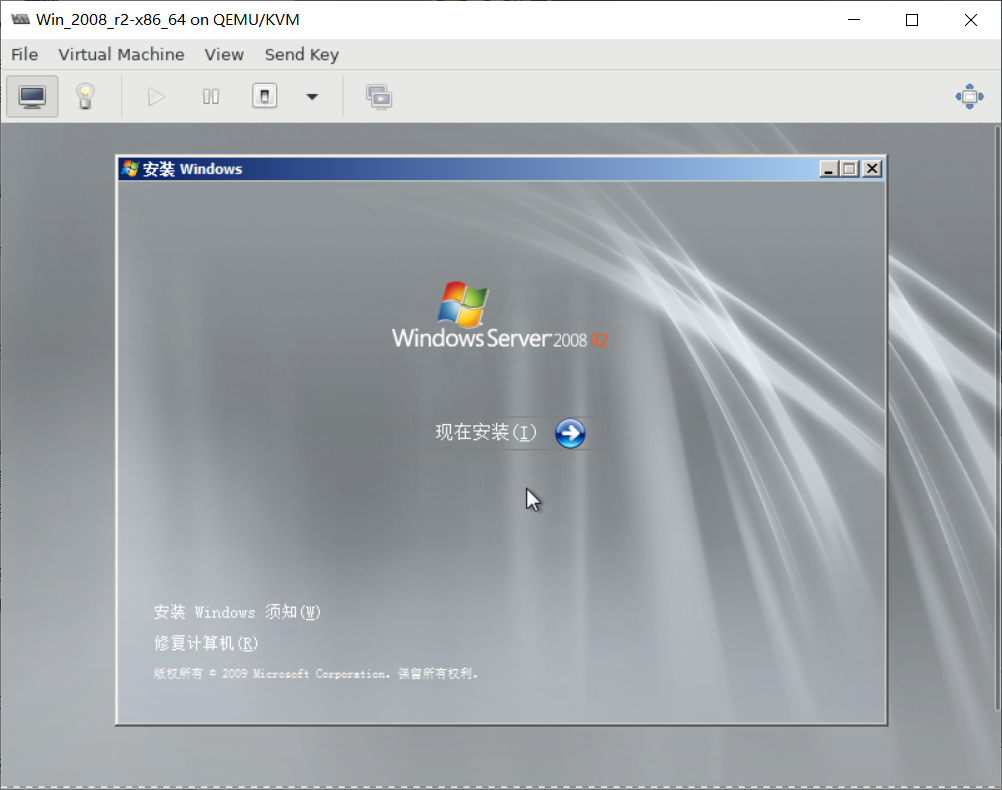 Win_2008_r2-x86_64 on QEMU/KVM
File Virtual Machine View Send Key
安装 Windows
Windows Server 2008 R2
现在安装(I)
安装 Windows 须知(W)
修复计算机(R)
版权所有 © 2009 Microsoft Corporation. 保留所有权利.